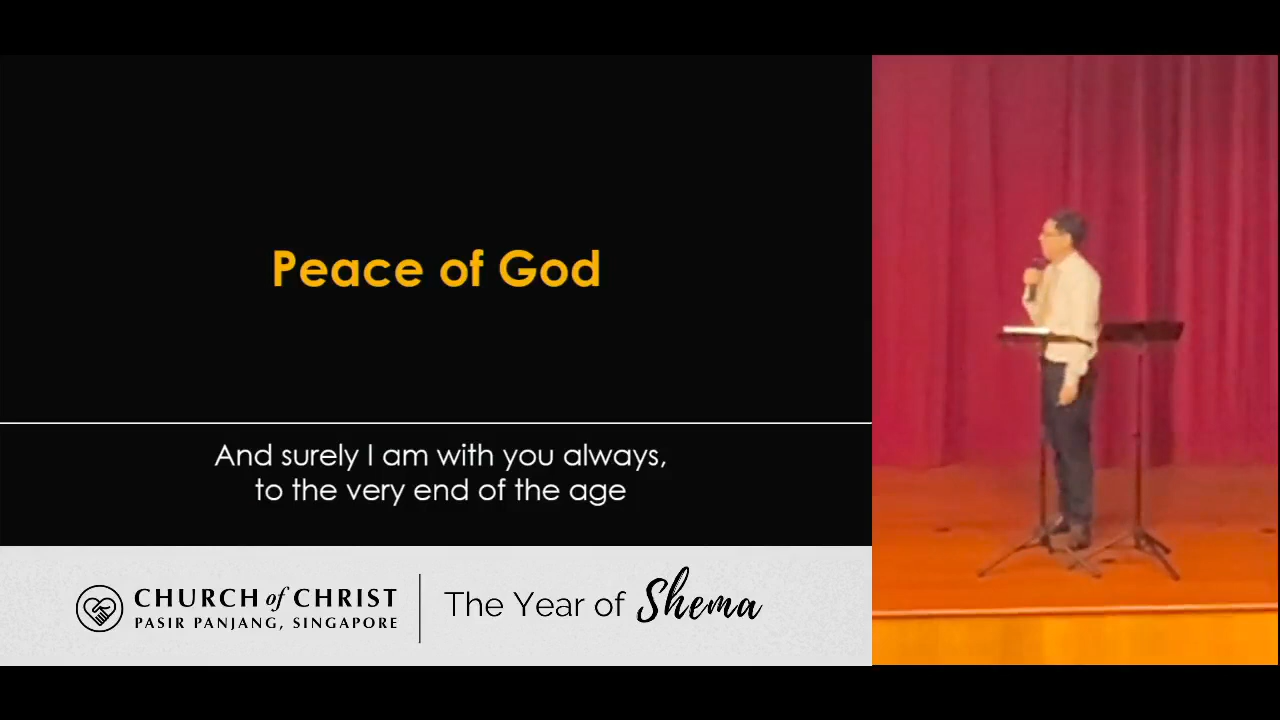 Peace of God
And surely I am with you always,
to the very end of the age
CHURCH of CHRIST
PASIR PANJANG, SINGAPORE
The Year of Shema